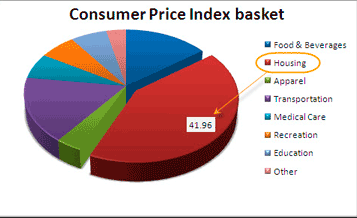 Consumer Price Index basket
Food & Beverages
Housing
Apparel
Transportation
Medical Care
Recreation
Education
Other
41.96